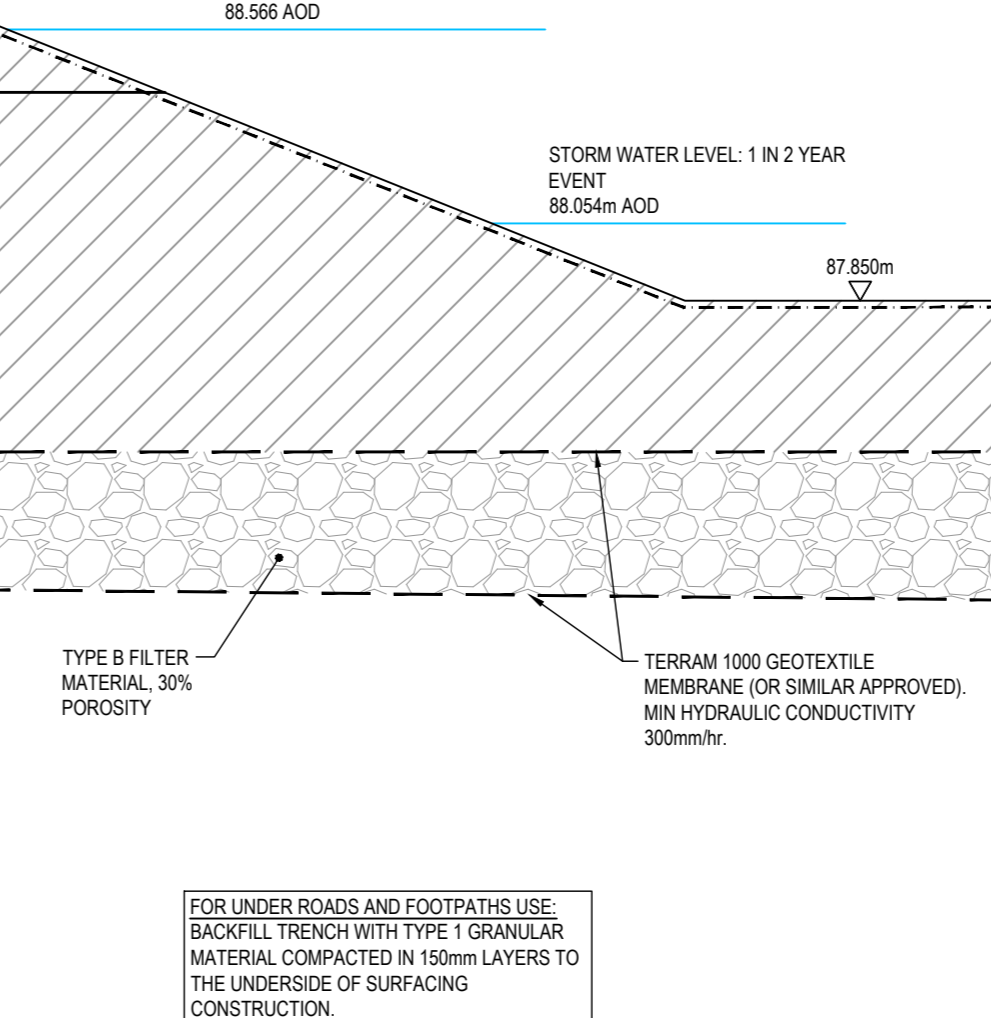 88.566 AOD
STORM WATER LEVEL: 1 IN 2 YEAR
EVENT
88.054m AOD
87.850m
TYPE B FILTER
MATERIAL, 30%
POROSITY
TERRAM 1000 GEOTEXTILE
MEMBRANE (OR SIMILAR APPROVED).
MIN HYDRAULIC CONDUCTIVITY
300mm/hr.
FOR UNDER ROADS AND FOOTPATHS USE:
BACKFILL TRENCH WITH TYPE 1 GRANULAR
MATERIAL COMPACTED IN 150mm LAYERS TO
THE UNDERSIDE OF SURFACING
CONSTRUCTION.